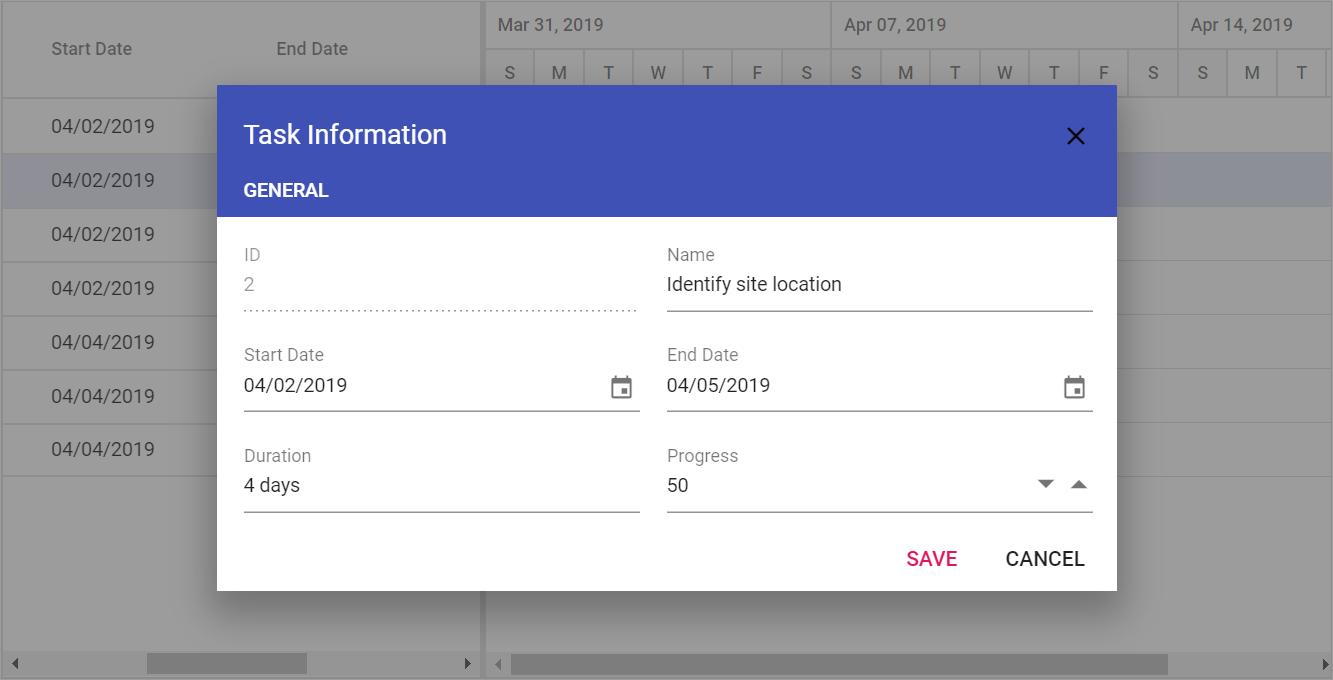 Start Date End Date Mar 31, 2019 Apr 07, 2019 Apr 14, 2019
S M T W T F S S M T W T F S S M T
04/02/2019
04/02/2019
04/02/2019
04/02/2019
04/04/2019
04/04/2019
04/04/2019
Task Information
GENERAL
ID Name
2 Identify site location
Start Date End Date
04/02/2019 04/05/2019
Duration Progress
4 days 50
SAVE CANCEL